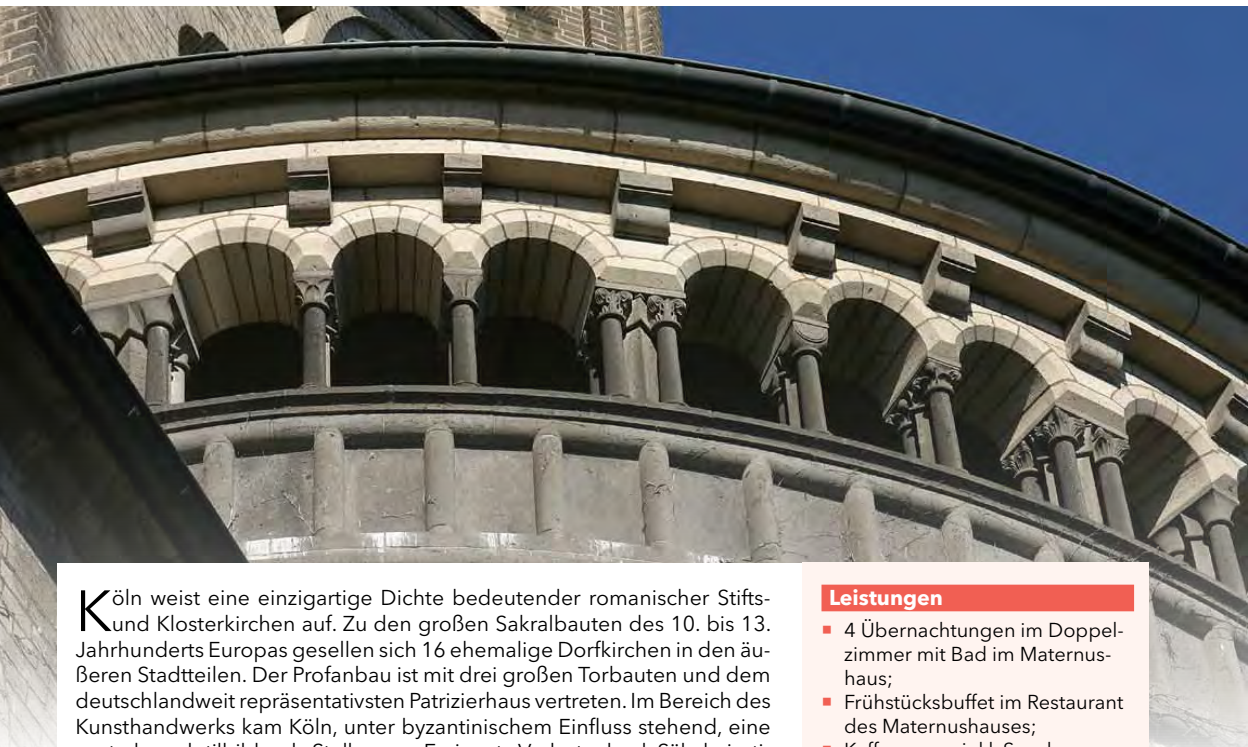 Köln weist eine einzigartige Dichte bedeutender romanischer Stifts-
und Klosterkirchen auf. Zu den großen Sakralbauten des 10. bis 13.
Jahrhunderts Europas gesellen sich 16 ehemalige Dorfkirchen in den äu-
ßeren Stadtteilen. Der Profanbau ist mit drei großen Torbauten und dem
deutschlandweit repräsentativsten Patrizierhaus vertreten. Im Bereich des
Kunsthandwerks kam Köln, unter byzantinischem Einfluss stehend, eine
Leistungen
▪ 4 Übernachtungen im Doppel-
zimmer mit Bad im Maternus-
haus;
▪ Frühstücksbuffet im Restaurant
des Maternushauses;